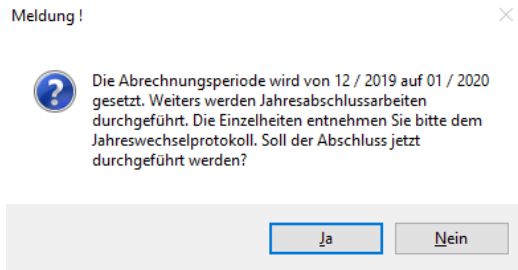 Meldung !
Die Abrechnungsperiode wird von 12 / 2019 auf 01 / 2020
gesetzt. Weiters werden Jahresabschlussarbeiten
durchgeführt. Die Einzelheiten entnehmen Sie bitte dem
Jahreswechselprotokoll. Soll der Abschluss jetzt
durchgeführt werden?
Ja
Nein